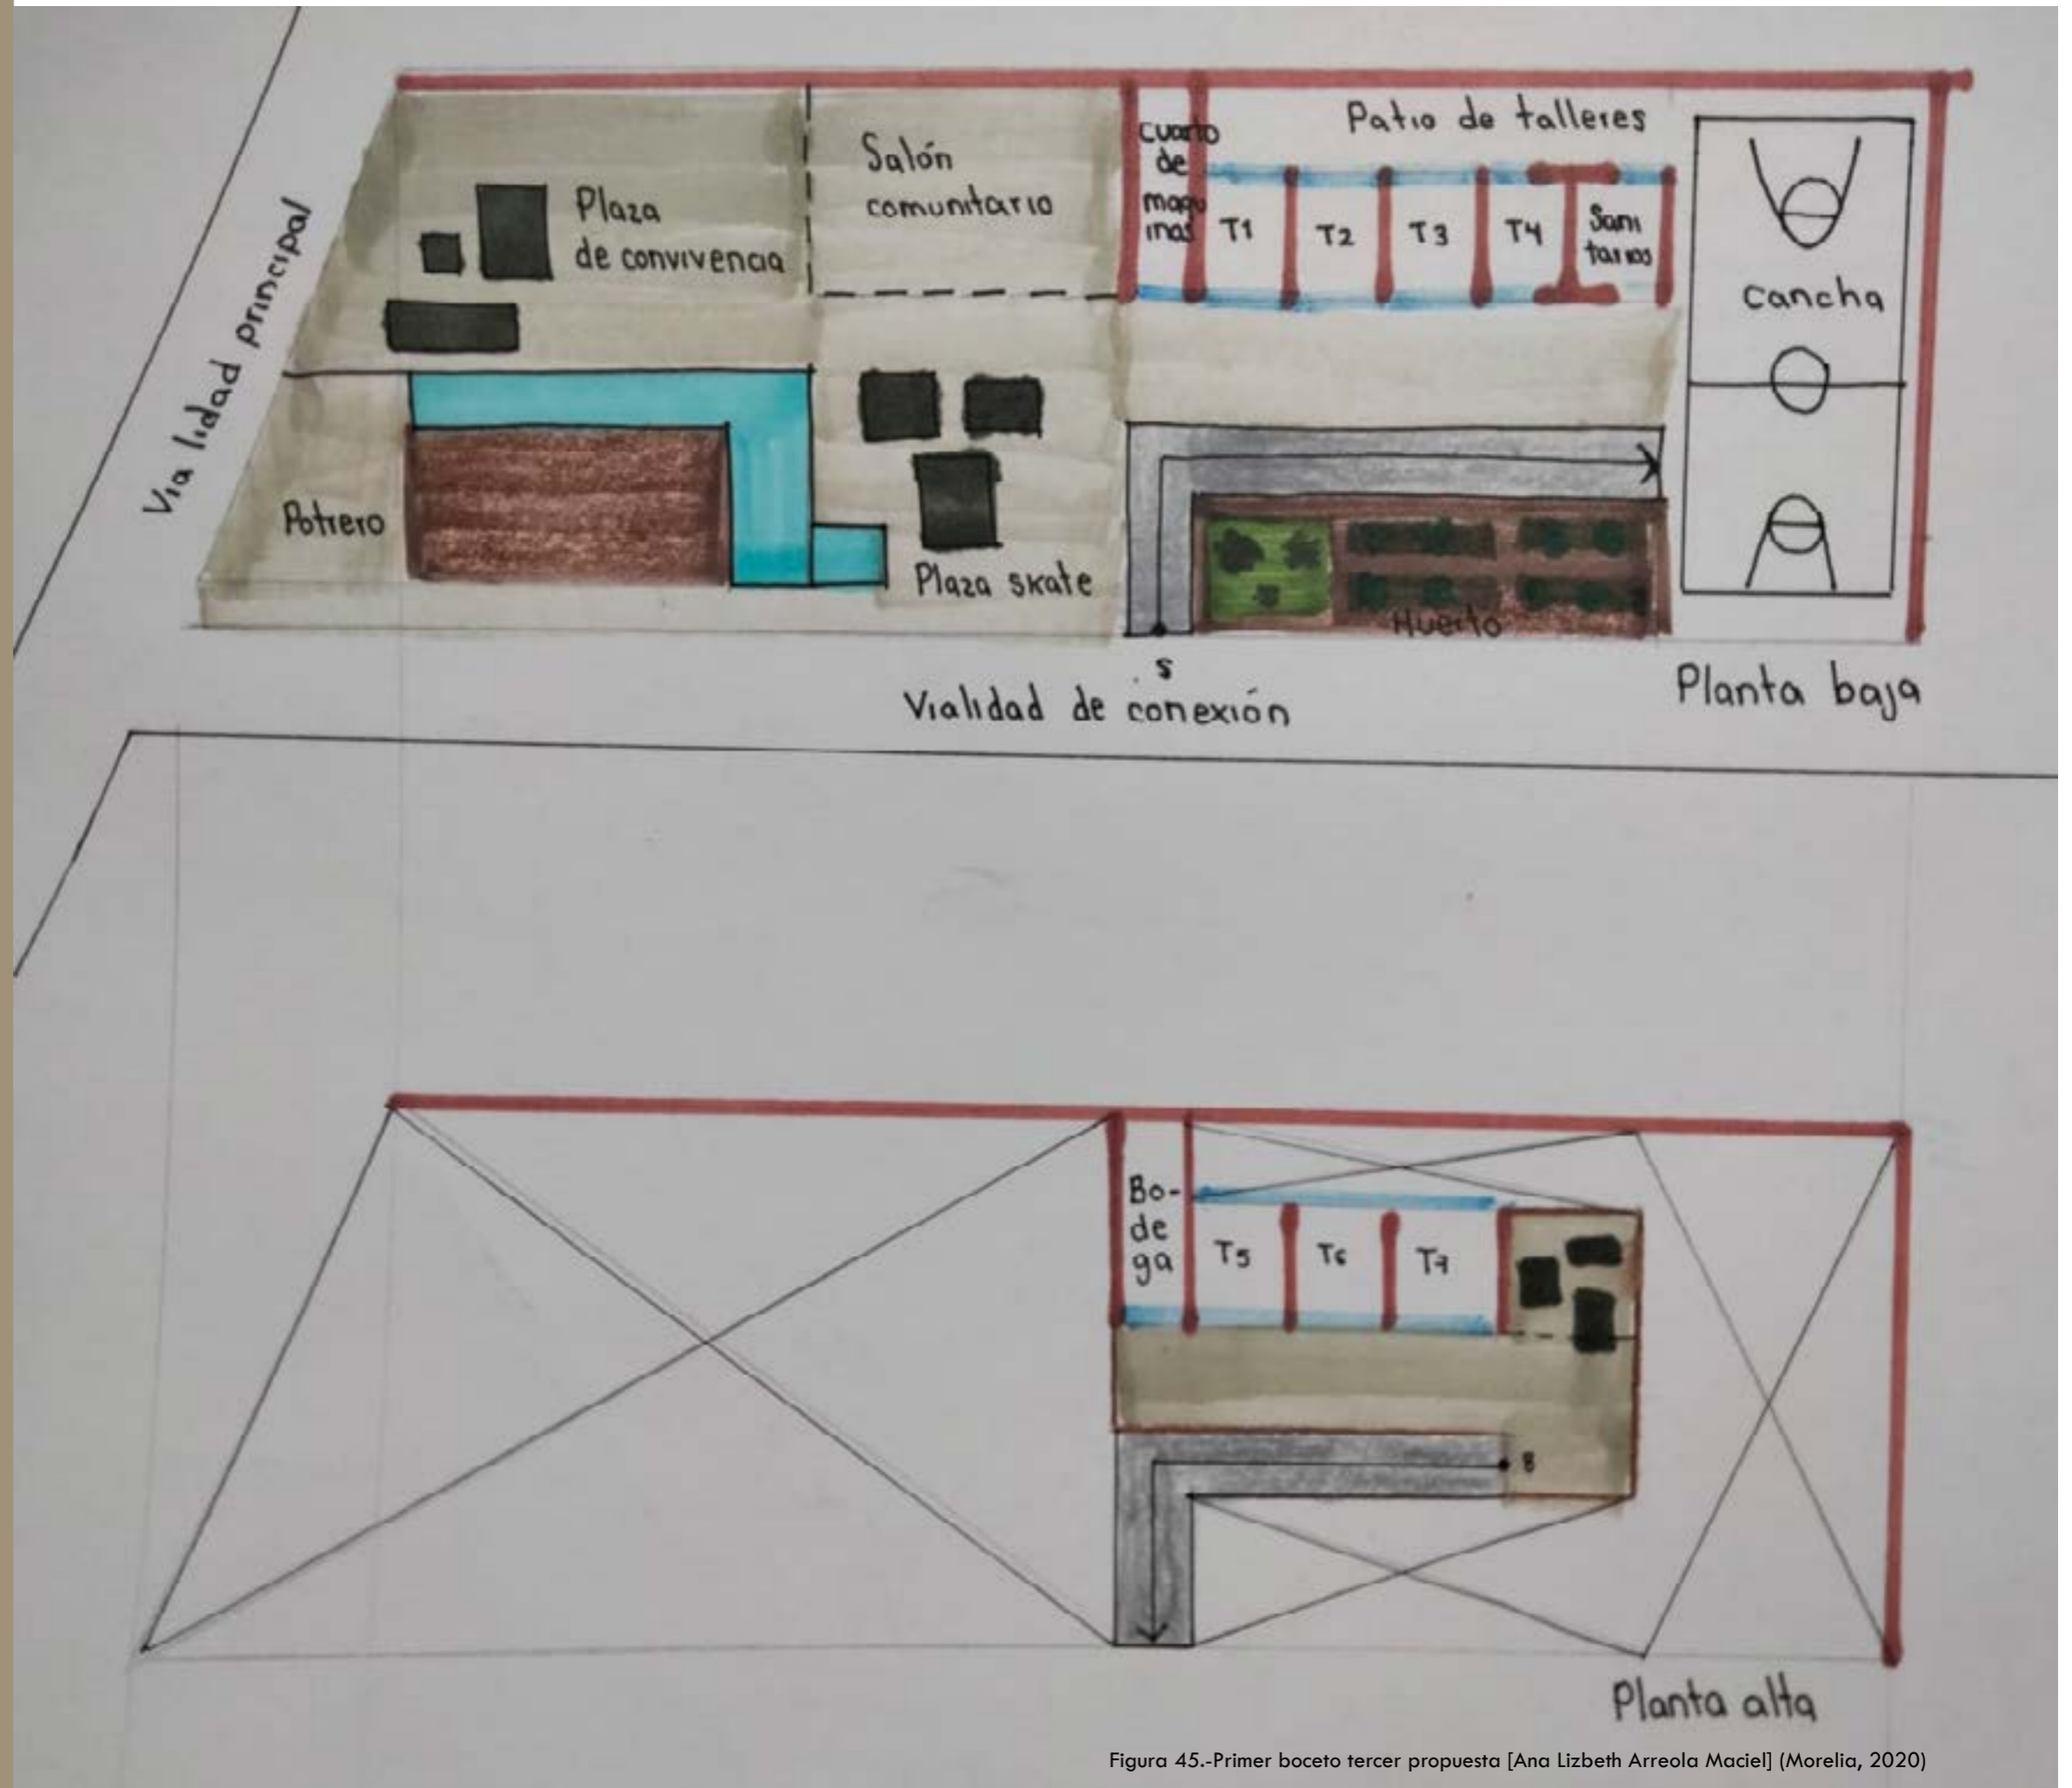 Patio de talleres
Cuarto
de
maqu
inas
Salón
comunitario
Plaza
de convivencia
T1
T2
T3
T4
Sani
tarios
cancha
Vialidad principal
Potrero
Plaza skate
Huerto
s
Vialidad de conexión
Planta baja
Bo-
de
ga
T5
T6
T7
B
Planta alta
Figura 45.-Primer boceto tercer propuesta [Ana Lizbeth Arreola Maciel] (Morelia, 2020)